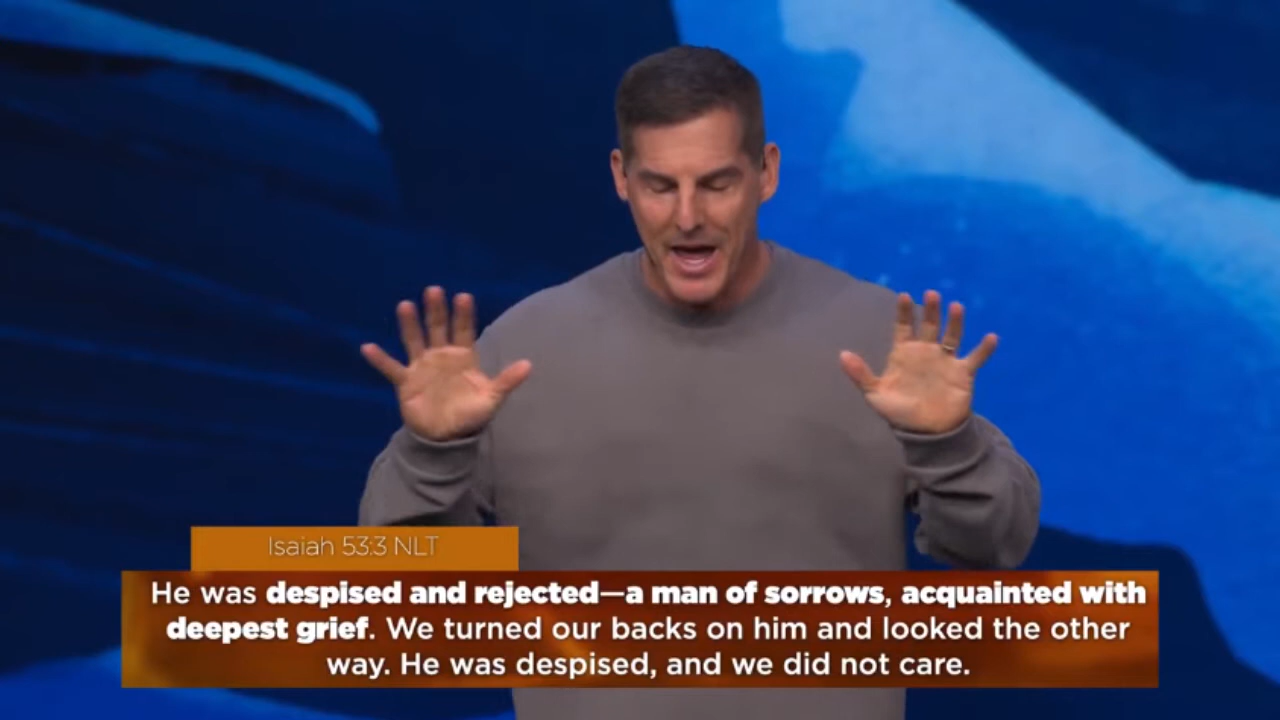 Isaiah 53:3 NLT
He was despised and rejected—a man of sorrows, acquainted with
deepest grief. We turned our backs on him and looked the other
way. He was despised, and we did not care.